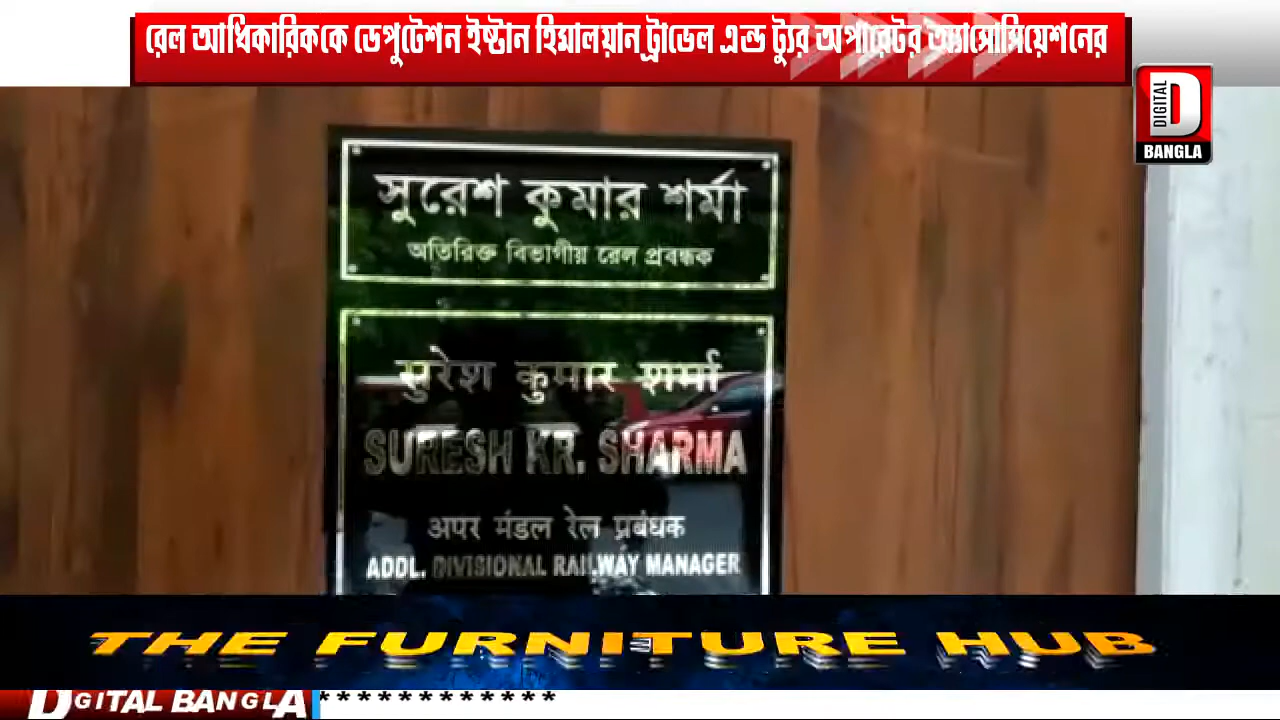 রেল আধিকারিককে ডেপুটেশন ইষ্টান হিমালয়ান ট্রাভেল এন্ড ট্যুর অপারেটর অ্যাসোসিয়েশনের
DIGITAL D
BANGLA
সুরেশ কুমার শর্মা
অতিরিক্ত বিভাগীয় রেল প্রবন্ধক
सुरेश कुमार शर्मा
SURESH KR. SHARMA
अपर मंडल रेल प्रबंधक
ADDL. DIVISIONAL RAILWAY MANAGER
THE FURNITURE HUB
DIGITAL BANGLA ************